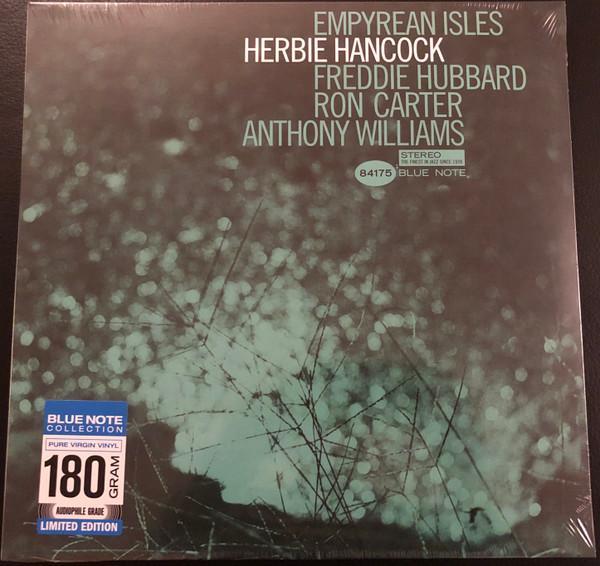 EMPYREAN ISLES
HERBIE HANCOCK
FREDDIE HUBBARD
RON CARTER
ANTHONY WILLIAMS
STEREO
THE FINEST IN JAZZ SINCE 1939
84175 BLUE NOTE
BLUE NOTE
COLLECTION
PURE VIRGIN VINYL
180 GRAM
AUDIOPHILE GRADE
LIMITED EDITION